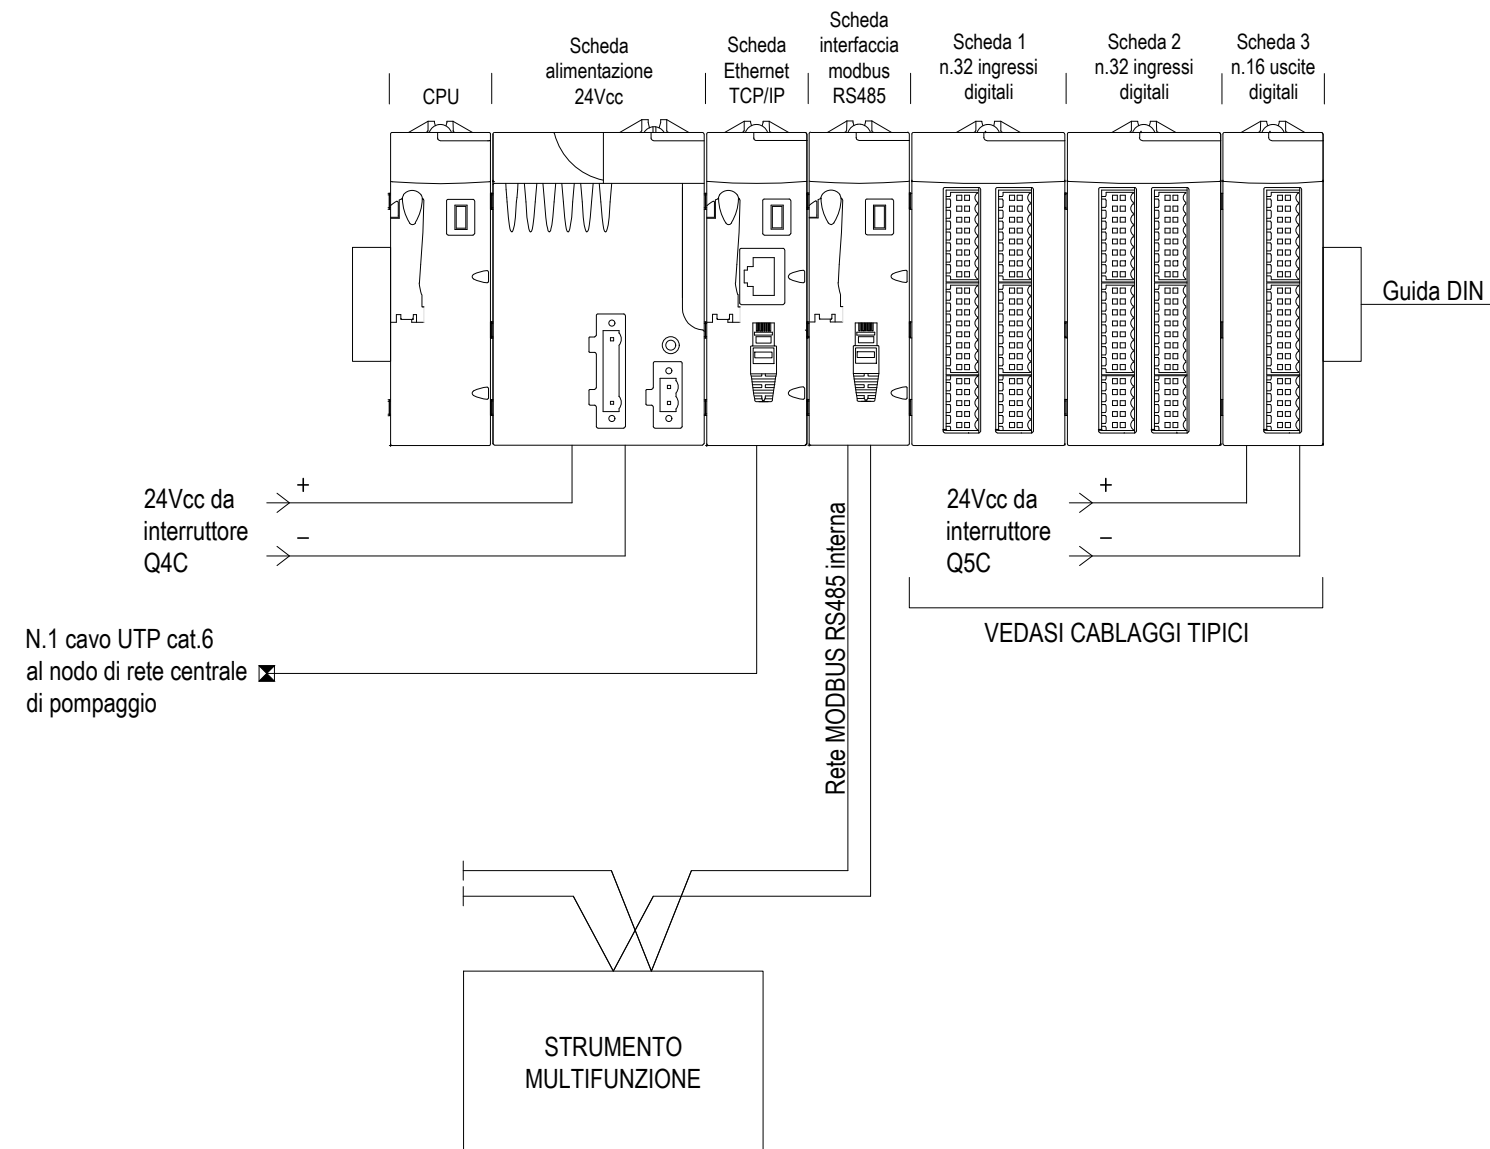 CPU
Scheda
alimentazione
24Vcc
Scheda
Ethernet
TCP/IP
Scheda
interfaccia
modbus
RS485
Scheda 1
n.32 ingressi
digitali
Scheda 2
n.32 ingressi
digitali
Scheda 3
n.16 uscite
digitali
Guida DIN
24Vcc da
interruttore
Q4C
+
–
24Vcc da
interruttore
Q5C
+
–
VEDASI CABLAGGI TIPICI
N.1 cavo UTP cat.6
al nodo di rete centrale
di pompaggio
Rete MODBUS RS485 interna
STRUMENTO
MULTIFUNZIONE